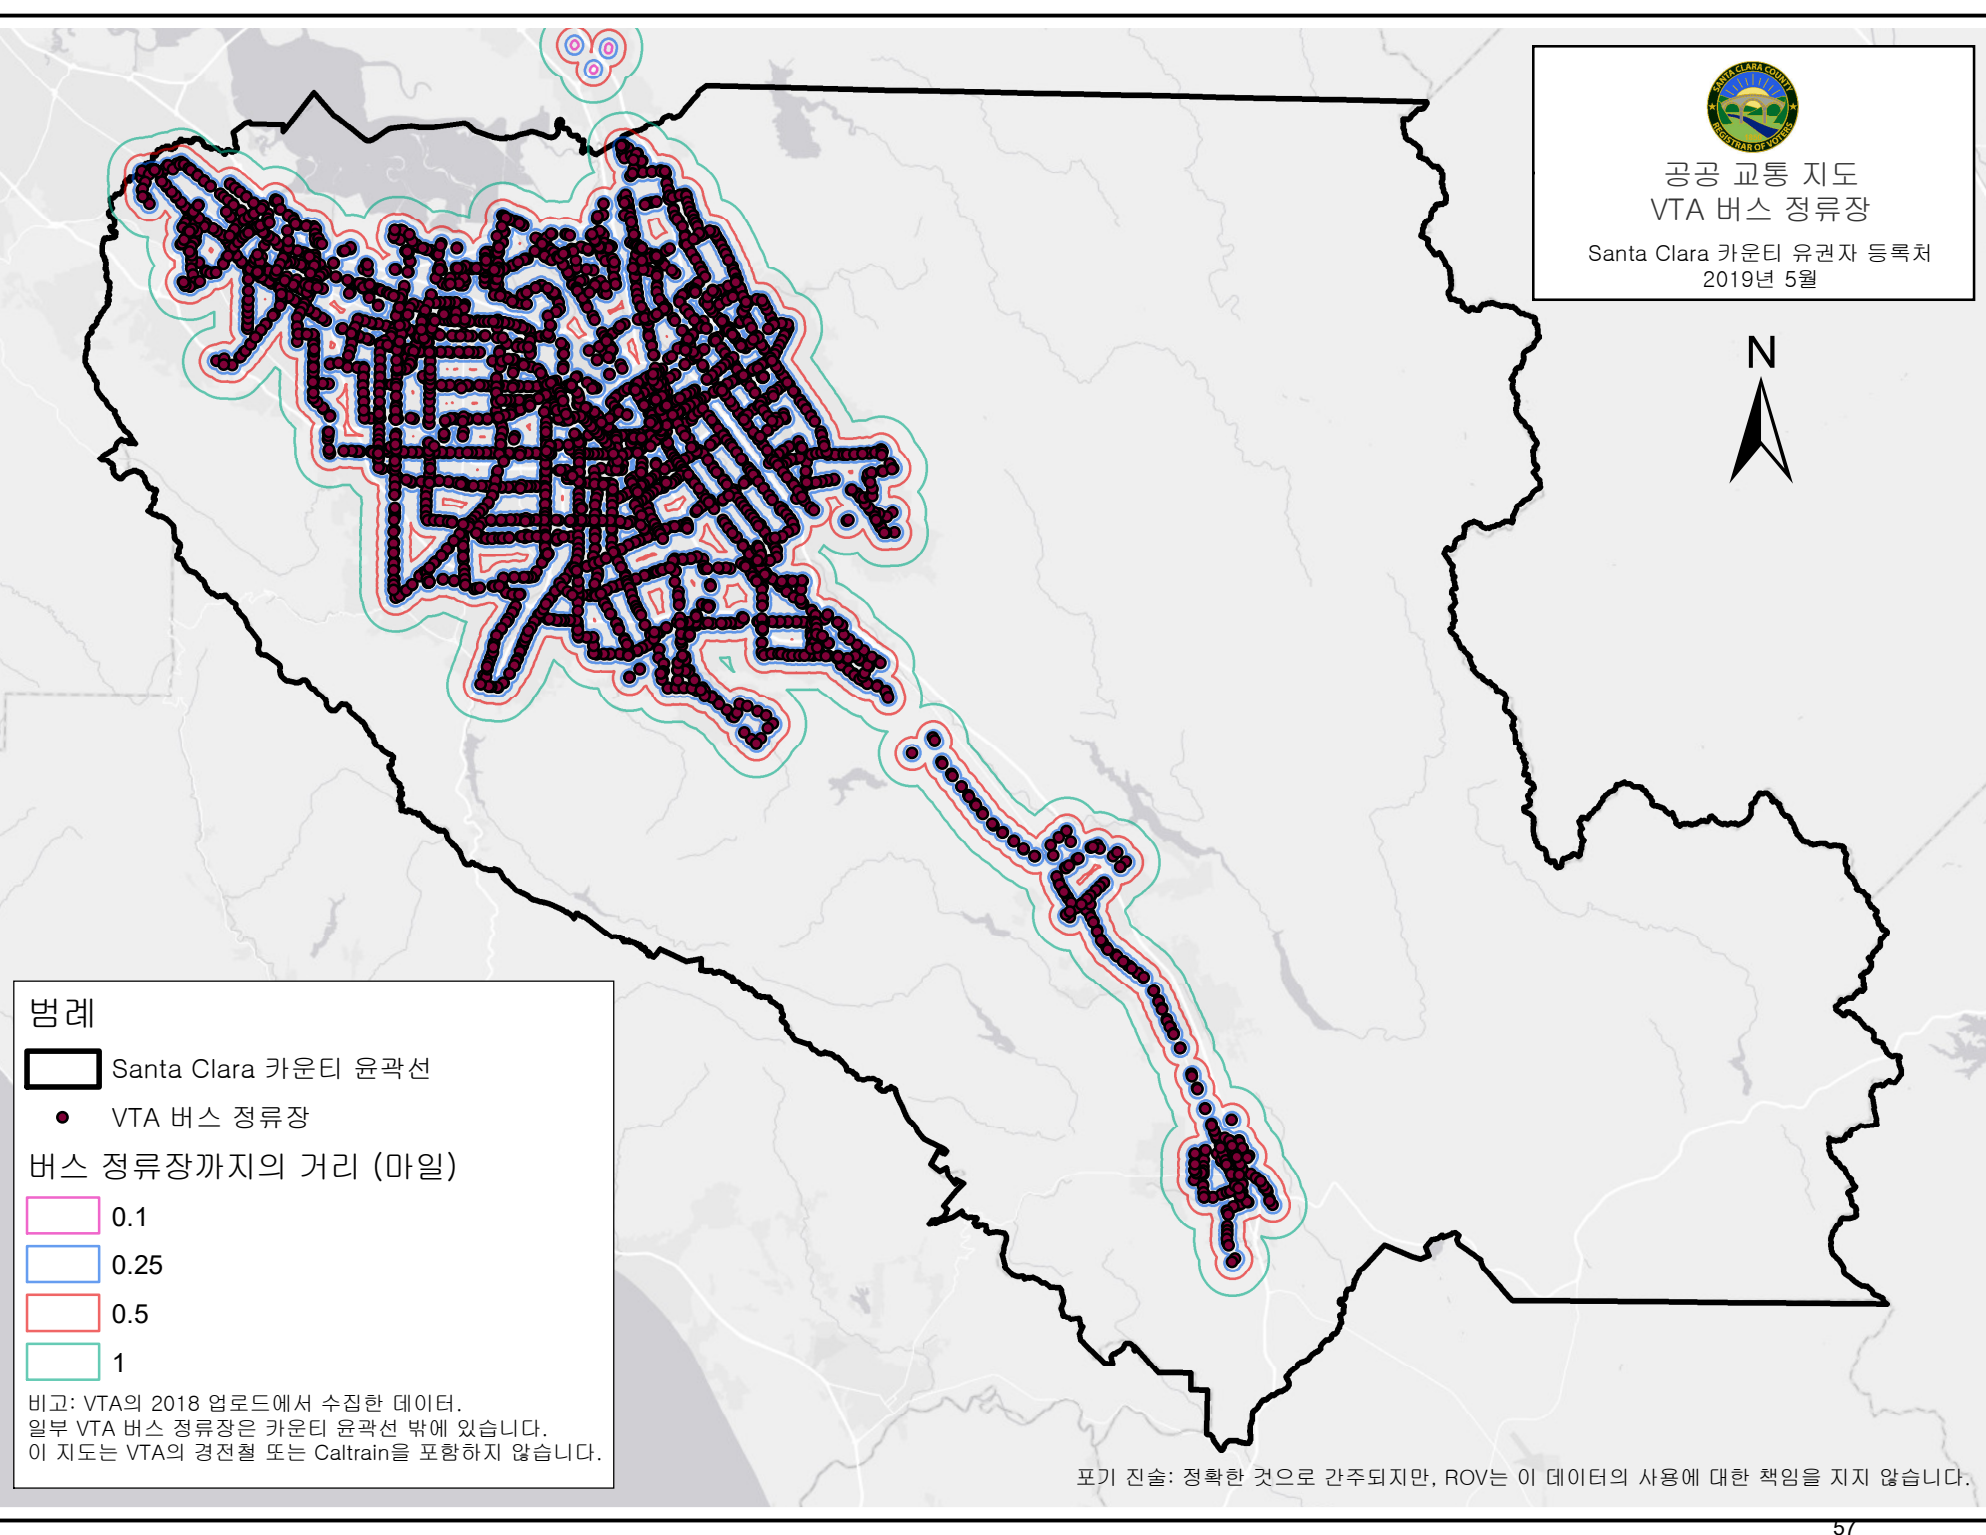 SANTA CLARA COUNTY
REGISTRAR OF VOTERS
공공 교통 지도
VTA 버스 정류장
Santa Clara 카운티 유권자 등록처
2019년 5월
N
범례
Santa Clara 카운티 윤곽선
VTA 버스 정류장
버스 정류장까지의 거리 (마일)
0.1
0.25
0.5
1
비고: VTA의 2018 업로드에서 수집한 데이터.
일부 VTA 버스 정류장은 카운티 윤곽선 밖에 있습니다.
이 지도는 VTA의 경전철 또는 Caltrain을 포함하지 않습니다.
포기 진술: 정확한 것으로 간주되지만, ROV는 이 데이터의 사용에 대한 책임을 지지 않습니다.
57